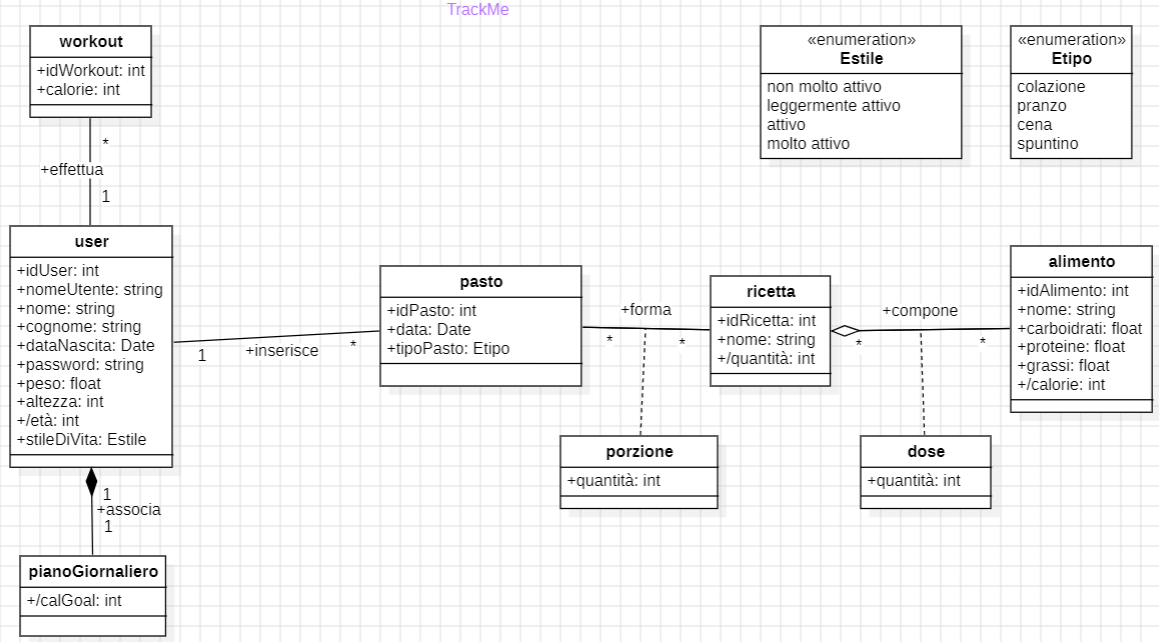 TrackMe
workout
+idWorkout: int
+calorie: int
*
+effettua
1
«enumeration»
Estile
non molto attivo
leggermente attivo
attivo
molto attivo
«enumeration»
Etipo
colazione
pranzo
cena
spuntino
user
+idUser: int
+nomeUtente: string
+nome: string
+cognome: string
+dataNascita: Date
+password: string
+peso: float
+altezza: int
+/età: int
+stileDiVita: Estile
1
+inserisce
*
pasto
+idPasto: int
+data: Date
+tipoPasto: Etipo
+forma
*
*
ricetta
+idRicetta: int
+nome: string
+/quantità: int
+compone
*
*
alimento
+idAlimento: int
+nome: string
+carboidrati: float
+proteine: float
+grassi: float
+/calorie: int
porzione
+quantità: int
dose
+quantità: int
1
+associa
1
pianoGiornaliero
+/calGoal: int